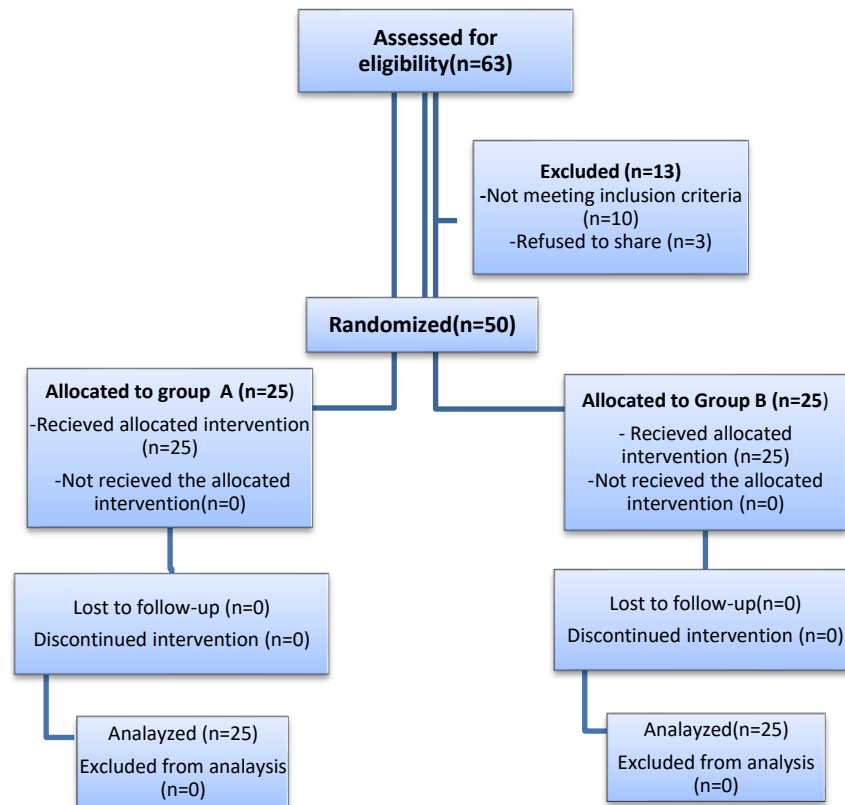 Assessed for
eligibility(n=63)
Excluded (n=13)
-Not meeting inclusion criteria
(n=10)
-Refused to share (n=3)
Randomized(n=50)
Allocated to group A (n=25)
-Recieved allocated intervention
(n=25)
-Not recieved the allocated
intervention(n=0)
Allocated to Group B (n=25)
- Recieved allocated
intervention (n=25)
-Not recieved the allocated
intervention (n=0)
Lost to follow-up (n=0)
Discontinued intervention (n=0)
Lost to follow-up(n=0)
Discontinued intervention (n=0)
Analayzed (n=25)
Excluded from analaysis
(n=0)
Analayzed(n=25)
Excluded from analysis
(n=0)